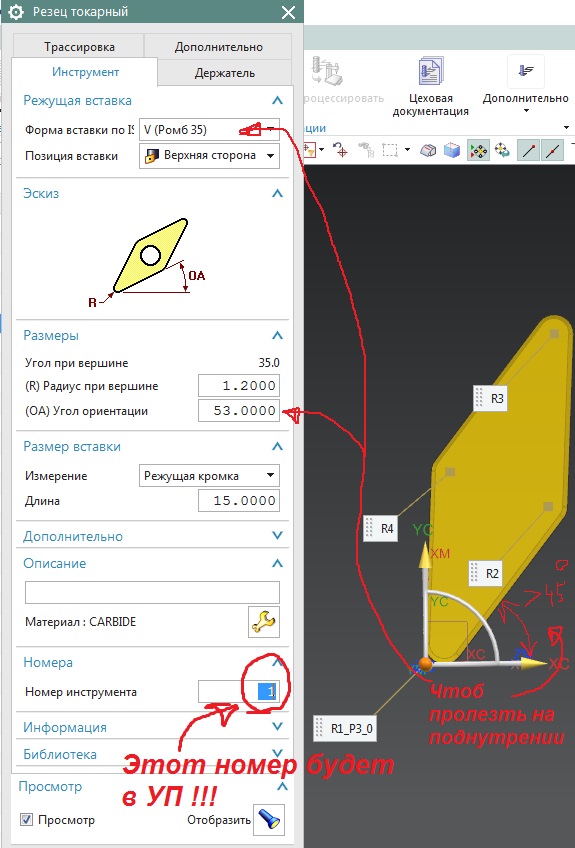 Резец токарный
Трассировка
Дополнительно
Инструмент
Держатель
Режущая вставка
Форма вставки по IS
V (Ромб 35)
Позиция вставки
Верхняя сторона
Эскиз
OA
R
Размеры
Угол при вершине
35.0
(R) Радиус при вершине
1.2000
(OA) Угол ориентации
53.0000
Размер вставки
Измерение
Режущая кромка
Длина
15.0000
Дополнительно
Описание
Материал : CARBIDE
Номера
Номер инструмента
1
Информация
Библиотека
Этот номер будет
в УП !!!
Просмотр
Просмотр
Отобразить
роцессировать
Цеховая
документация
Дополнительно
ации
R3
R4
YC
XM
R2
YC
>45°
XC
XC
R1_P3_0
Чтоб
пролезть на
поднутрении